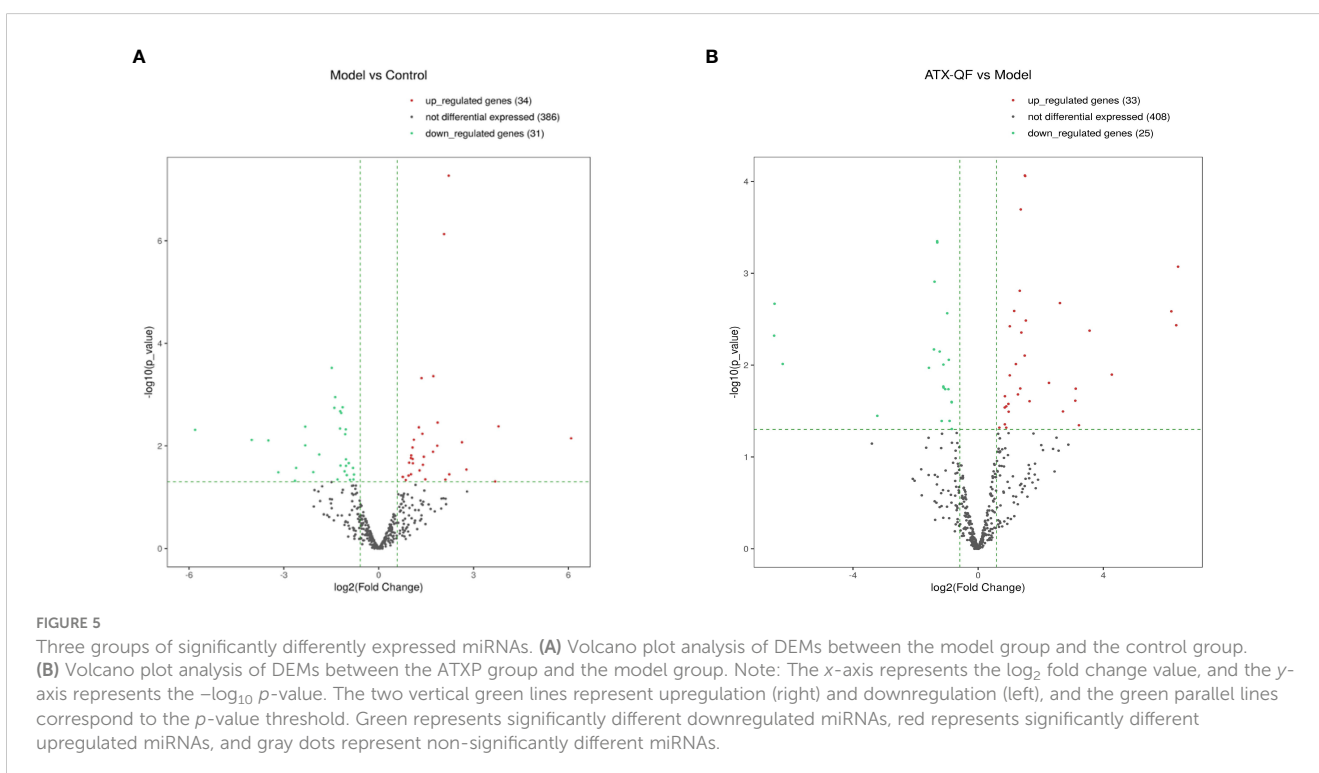 A
Model vs Control
up_regulated genes (34)
not differential expressed (386)
down_regulated genes (31)
-log10(p_value)
6
4
2
0
-6
-3
0
3
6
log2(Fold Change)
B
ATX-QF vs Model
up_regulated genes (33)
not differential expressed (408)
down_regulated genes (25)
-log10(p_value)
4
3
2
1
0
-4
0
4
log2(Fold Change)
FIGURE 5
Three groups of significantly differently expressed miRNAs. (A) Volcano plot analysis of DEMs between the model group and the control group.
(B) Volcano plot analysis of DEMs between the ATXP group and the model group. Note: The x-axis represents the log2 fold change value, and the y-
axis represents the −log10 p-value. The two vertical green lines represent upregulation (right) and downregulation (left), and the green parallel lines
correspond to the p-value threshold. Green represents significantly different downregulated miRNAs, red represents significantly different
upregulated miRNAs, and gray dots represent non-significantly different miRNAs.